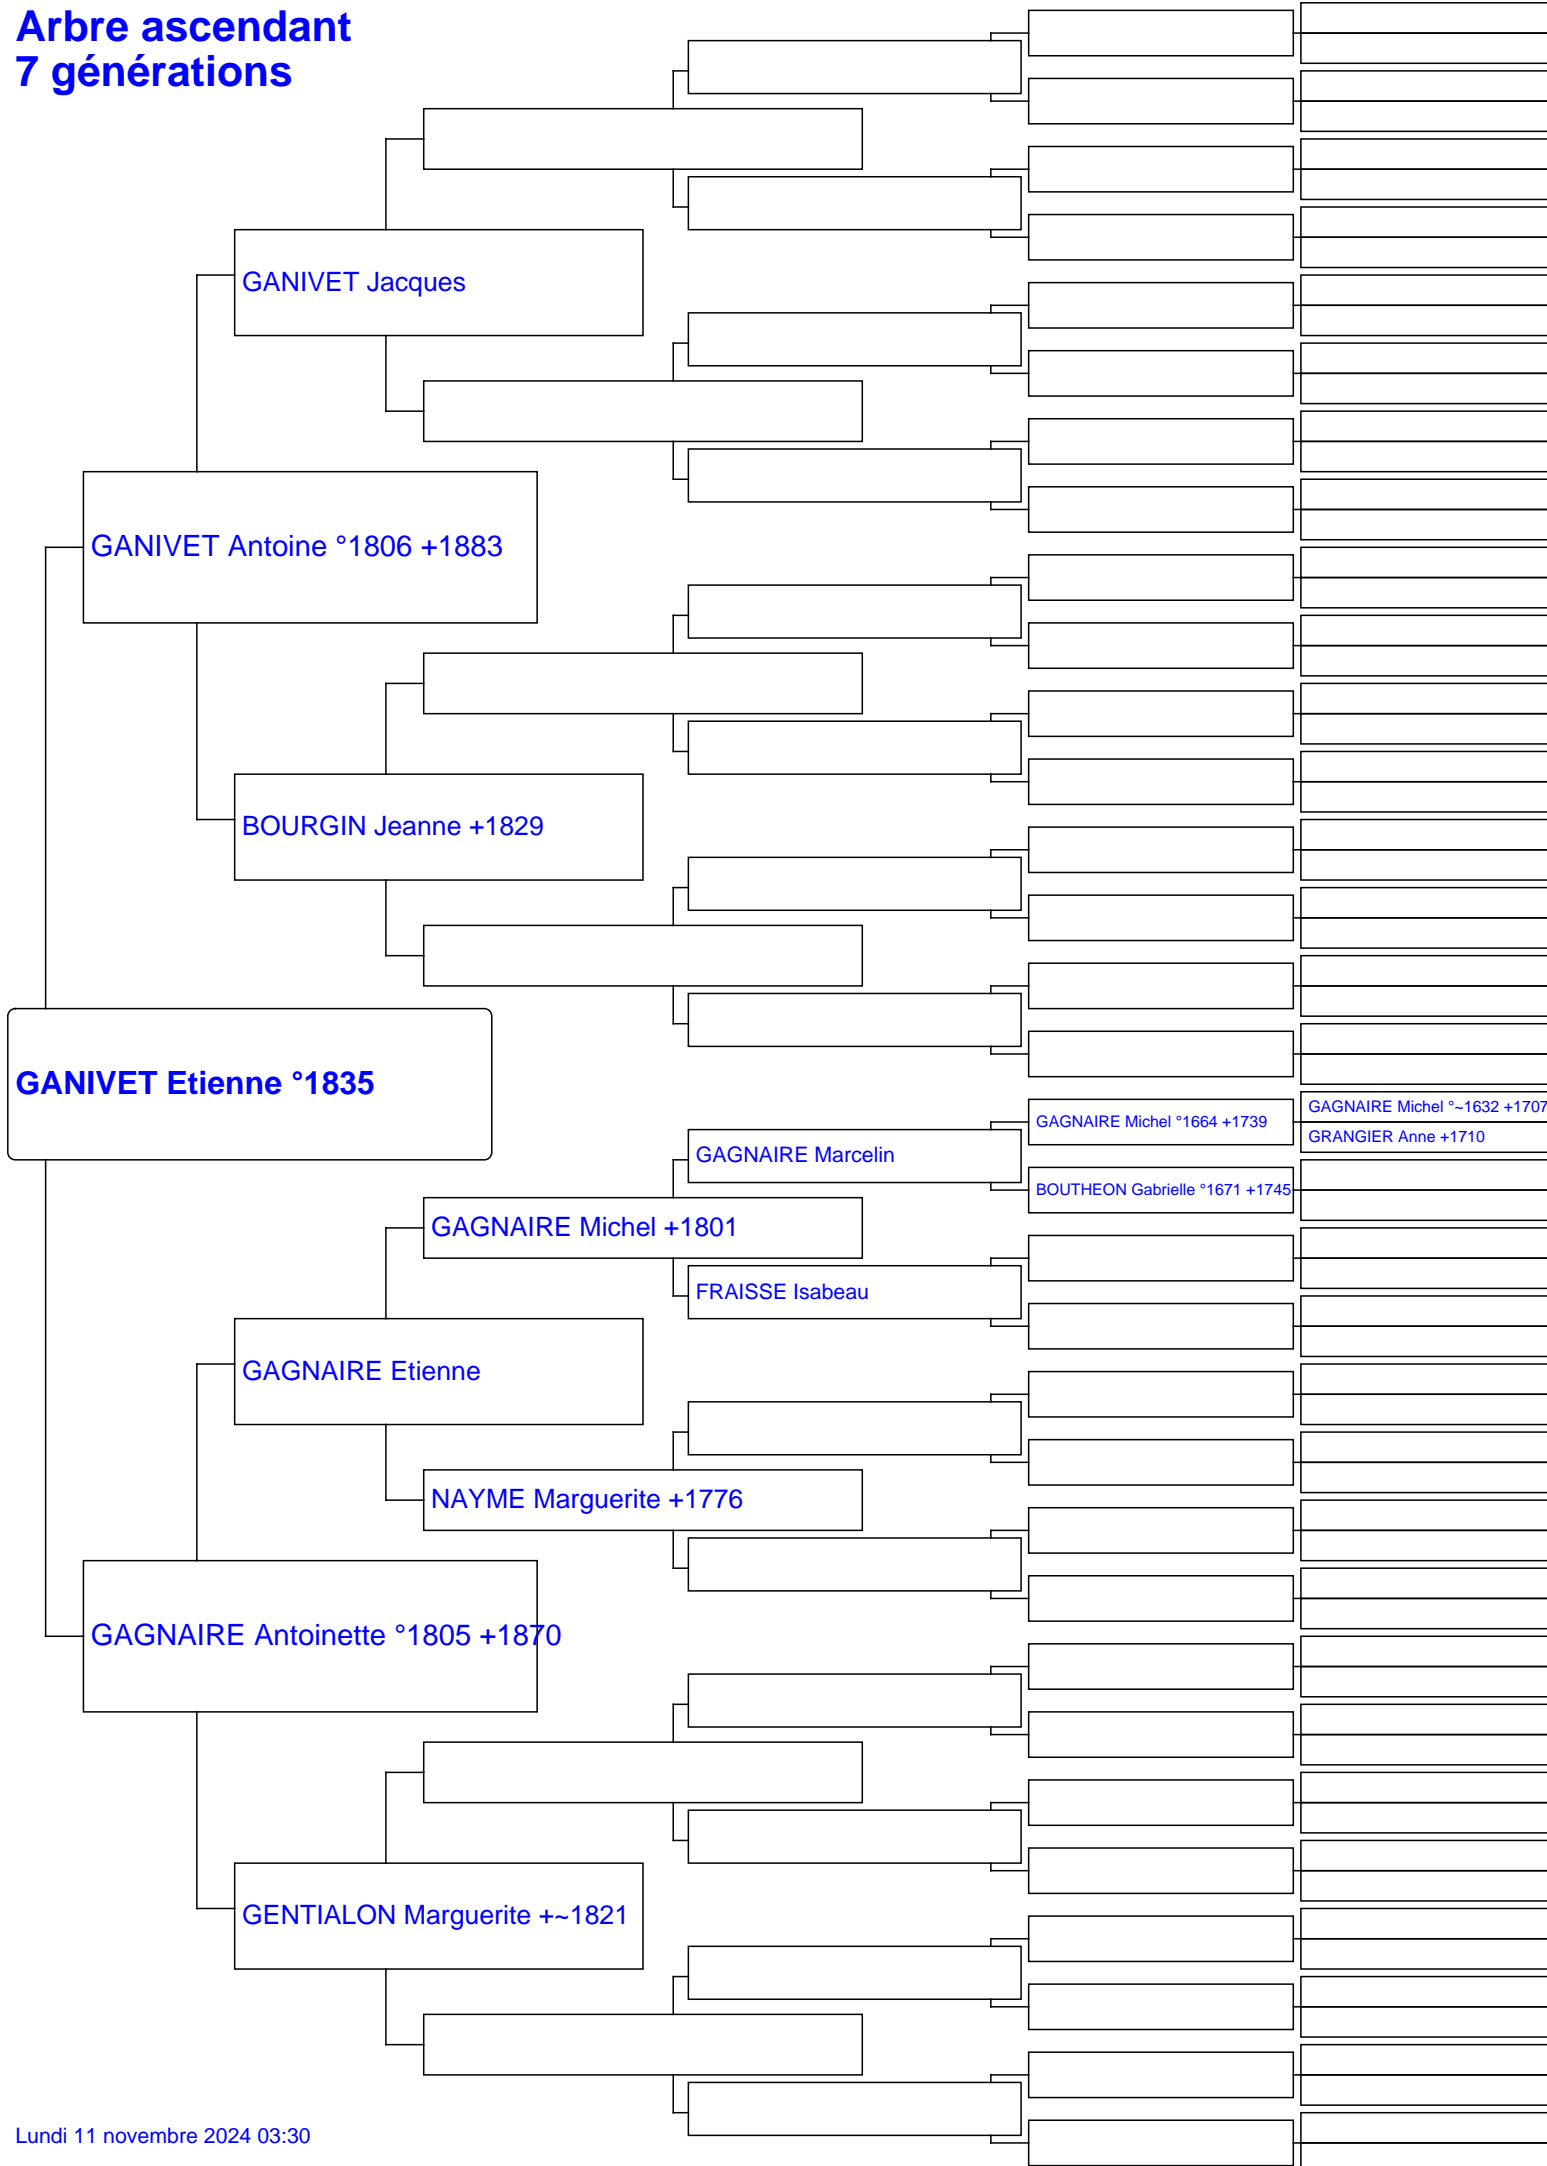 Arbre ascendant
7 générations
GANIVET Jacques
GANIVET Antoine °1806 +1883
BOURGIN Jeanne +1829
GANIVET Etienne °1835
GAGNAIRE Michel °~1632 +1707
GAGNAIRE Michel °1664 +1739
GRANGIER Anne +1710
GAGNAIRE Marcelin
BOUTHEON Gabrielle °1671 +1745
GAGNAIRE Michel +1801
FRAISSE Isabeau
GAGNAIRE Etienne
NAYME Marguerite +1776
GAGNAIRE Antoinette °1805 +1870
GENTIALON Marguerite +~1821
Lundi 11 novembre 2024 03:30